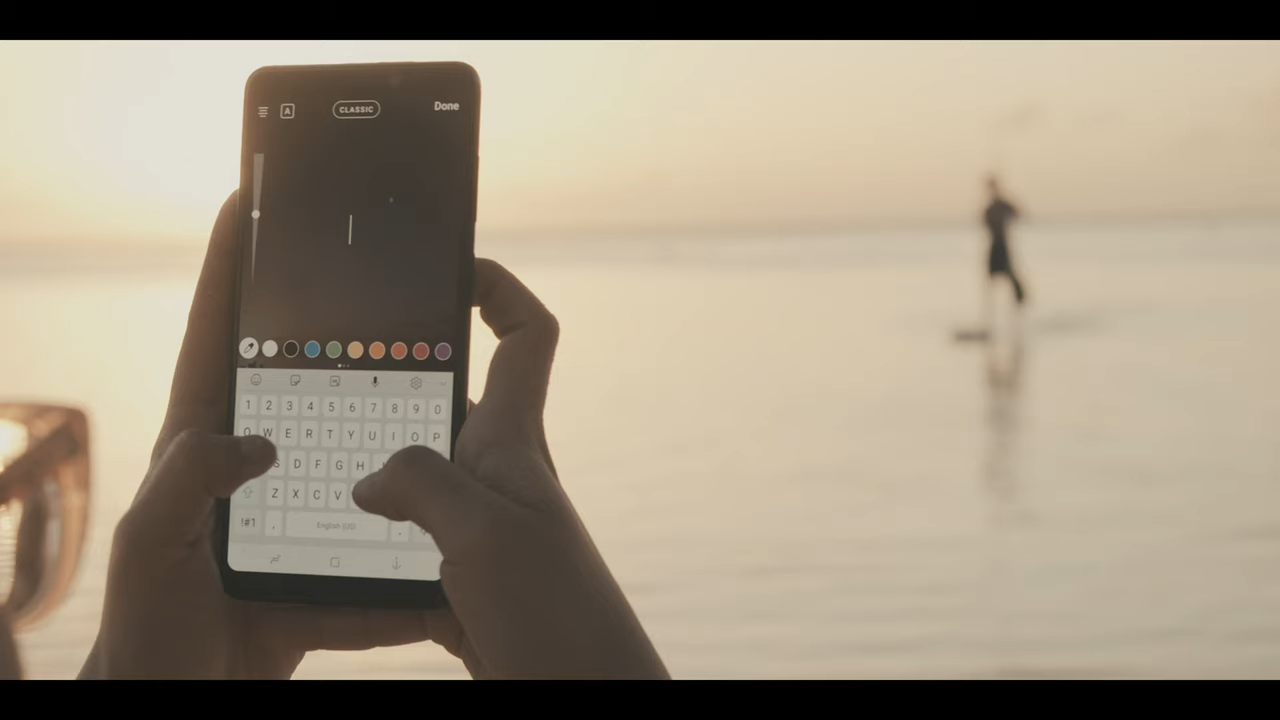 A CLASSIC Done
1 2 3 4 5 6 7 8 9 0
Q W E R T Y U I O P
S D F G H
Z X C V
!#1 , English (US) .